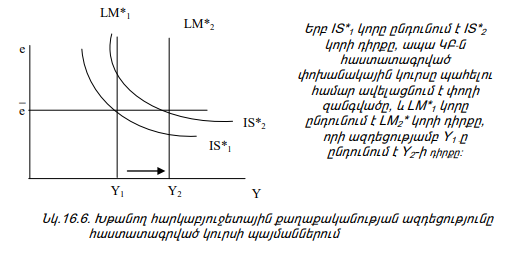 LM*₁
LM*₂
e
e̅
IS*₂
IS*₁
Y₁
Y₂
Y
Երբ IS*₁ կորը ընդունում է IS*₂
կորի դիրքը, ապա ԿԲ-ն
հաստատագրված
փոխանակային կուրսը պահելու
համար ավելացնում է փողի
զանգվածը, և LM*₁ կորը
ընդունում է LM₂* կորի դիրքը,
որի ազդեցությամբ Y₁ ը
ընդունում է Y₂-ի դիրքը:
Նկ.16.6. Խթանող հարկաբյուջետային քաղաքականության ազդեցությունը
հաստատագրված կուրսի պայմաններում